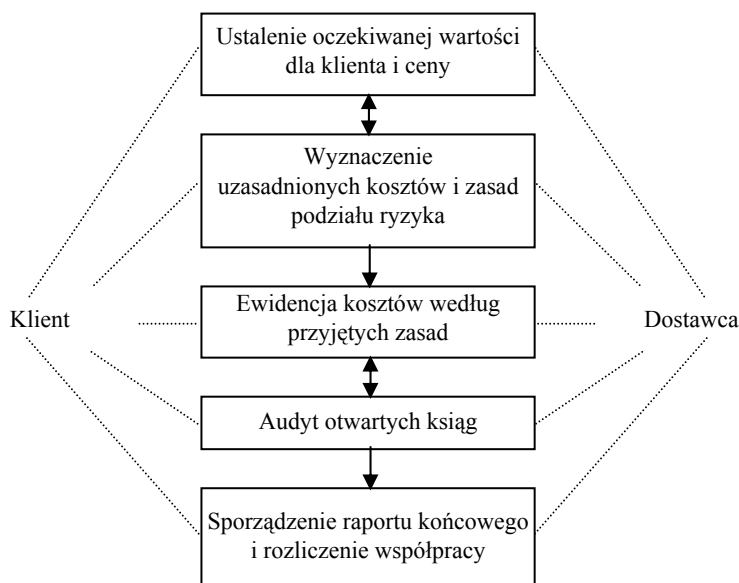 Ustalenie oczekiwanej wartości
dla klienta i ceny
Wyznaczenie
uzasadnionych kosztów i zasad
podziału ryzyka
Klient
Ewidencja kosztów według
przyjętych zasad
Dostawca
Audyt otwartych ksiąg
Sporządzenie raportu końcowego
i rozliczenie współpracy